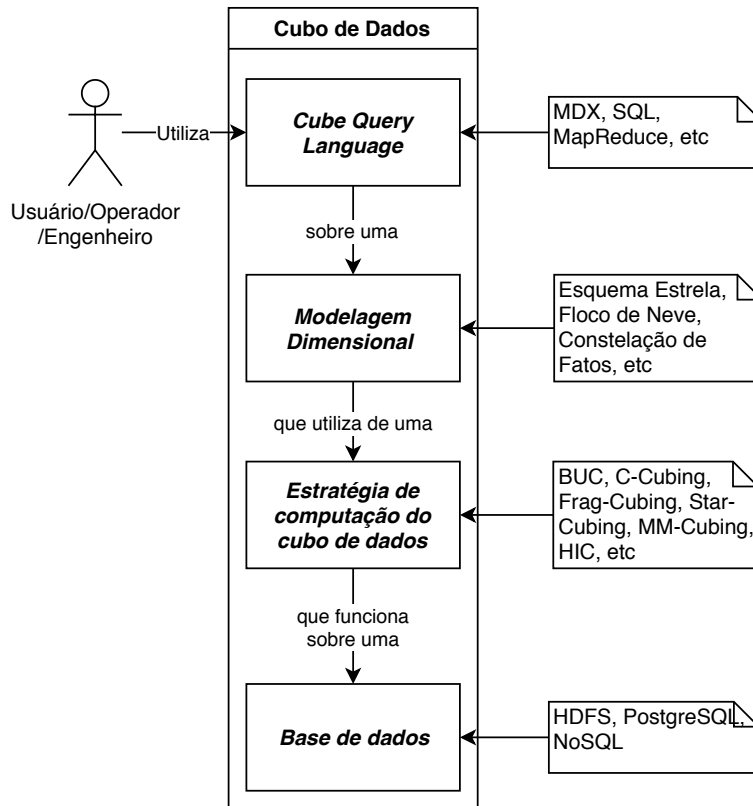 Cubo de Dados
Utiliza
Usuário/Operador
/Engenheiro
Cube Query
Language
MDX, SQL,
MapReduce, etc
sobre uma
Modelagem
Dimensional
Esquema Estrela,
Floco de Neve,
Constelação de
Fatos, etc
que utiliza de uma
Estratégia de
computação do
cubo de dados
BUC, C-Cubing,
Frag-Cubing, Star-
Cubing, MM-Cubing,
HIC, etc
que funciona
sobre uma
Base de dados
HDFS, PostgreSQL,
NoSQL